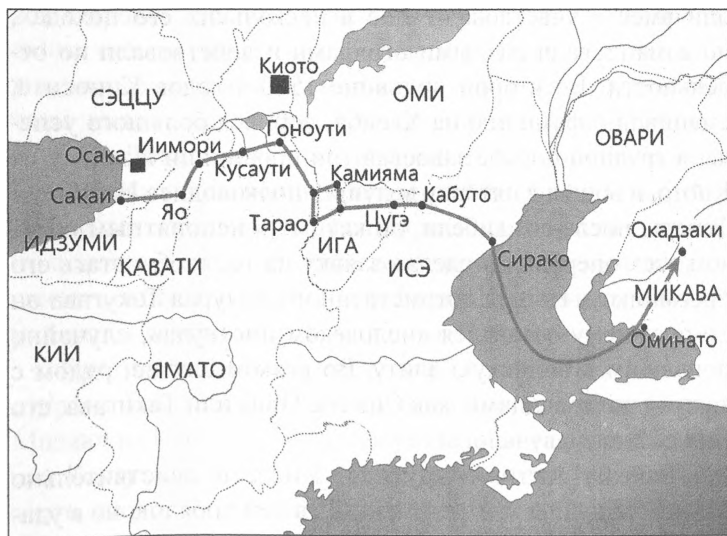 Киото
СЭЦЦУ
ОМИ
Гоноути
ОВАРИ
Иимори
Осака
Кусаути
Камияма
Сакаи
Яо
Кабуто
Тарао
Цугэ
Окадзаки
ИДЗУМИ
ИГА
Сирако
КАВАТИ
ИСЭ
МИКАВА
Оминато
КИИ
ЯМАТО